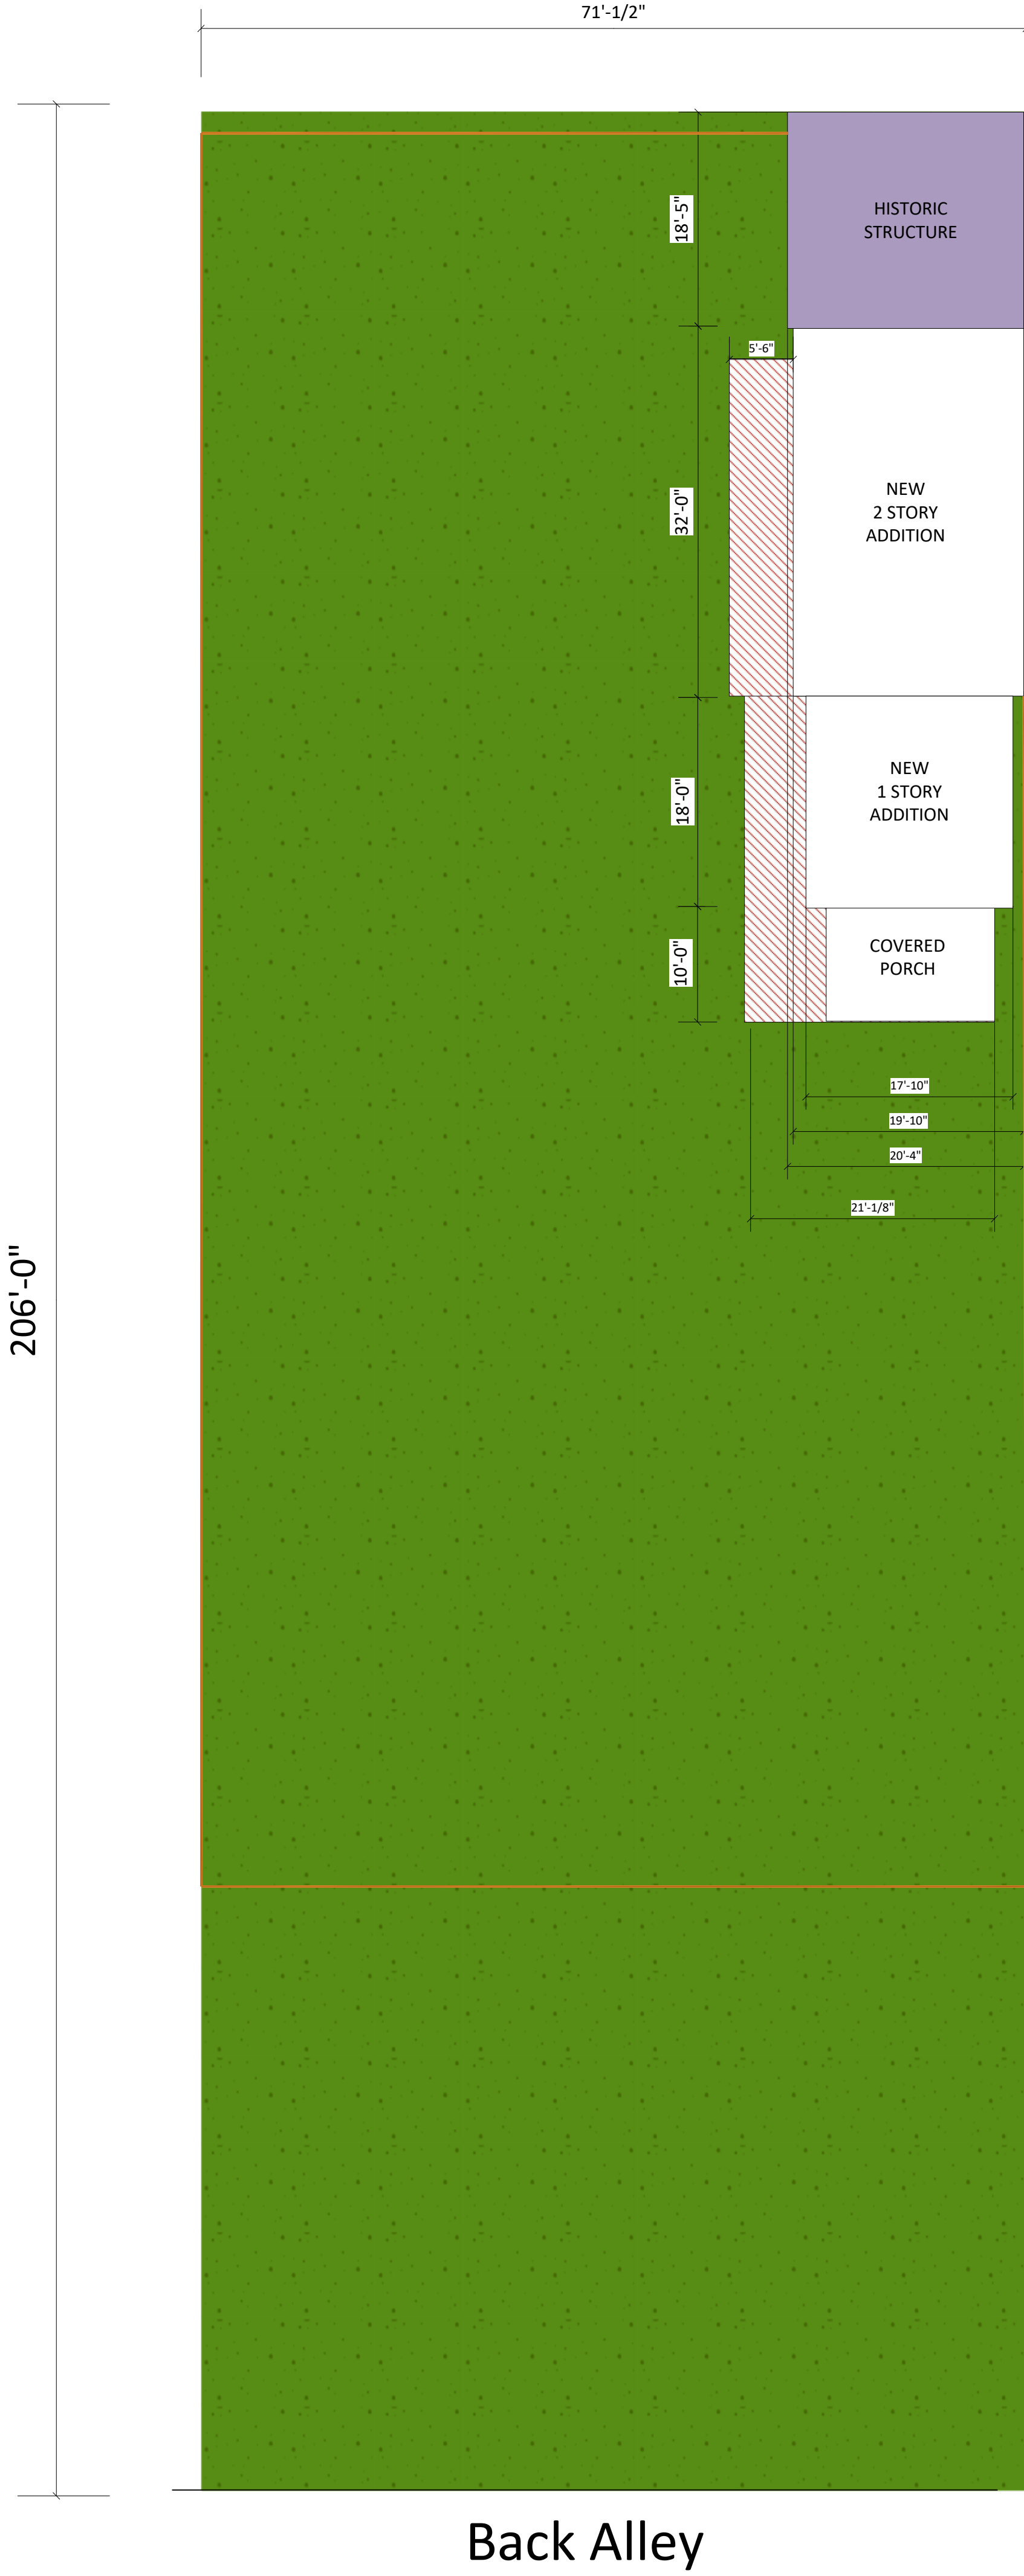 71'-1/2"
HISTORIC
STRUCTURE
18'-5"
5'-6"
NEW
2 STORY
ADDITION
32'-0"
NEW
1 STORY
ADDITION
18'-0"
COVERED
PORCH
10'-0"
17'-10"
19'-10"
20'-4"
21'-1/8"
206'-0"
Back Alley